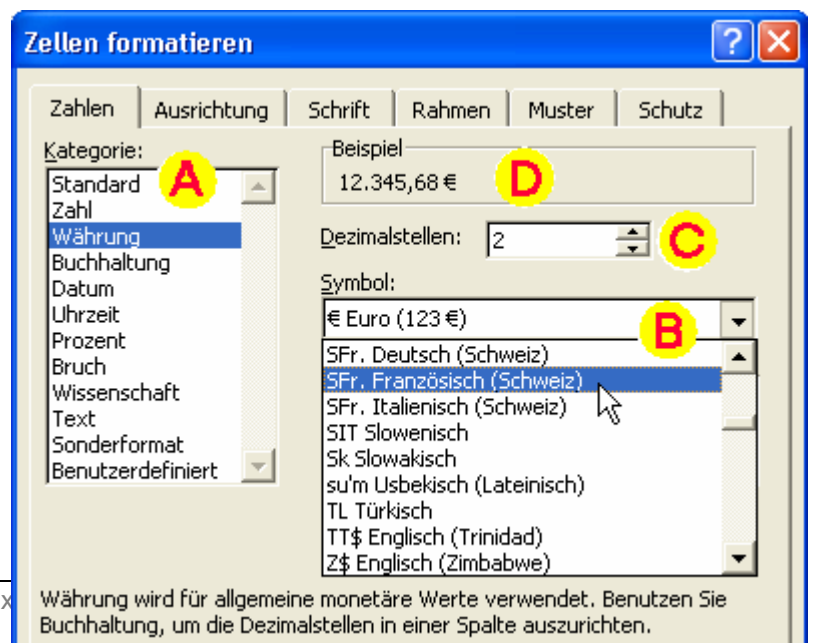 Zellen formatieren
Zahlen Ausrichtung Schrift Rahmen Muster Schutz
Kategorie:
A
Standard
Zahl
Währung
Buchhaltung
Datum
Uhrzeit
Prozent
Bruch
Wissenschaft
Text
Sonderformat
Benutzerdefiniert
Beispiel
12.345,68 € D
Dezimalstellen: 2 C
Symbol:
€ Euro (123 €) B
SFr. Deutsch (Schweiz)
SFr. Französisch (Schweiz)
SFr. Italienisch (Schweiz)
SIT Slowenisch
Sk Slowakisch
su'm Usbekisch (Lateinisch)
TL Türkisch
TT$ Englisch (Trinidad)
Z$ Englisch (Zimbabwe)
x
Währung wird für allgemeine monetäre Werte verwendet. Benutzen Sie
Buchhaltung, um die Dezimalstellen in einer Spalte auszurichten.